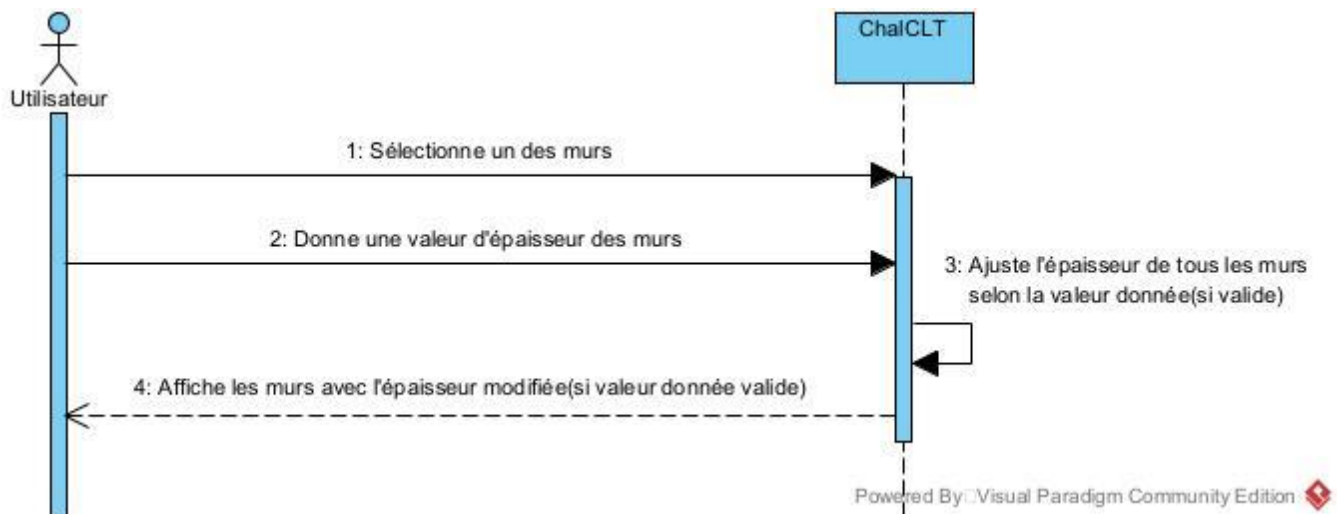 ChalCLT
Utilisateur
1: Sélectionne un des murs
2: Donne une valeur d'épaisseur des murs
3: Ajuste l'épaisseur de tous les murs
selon la valeur donnée(si valide)
4: Affiche les murs avec l'épaisseur modifiée(si valeur donnée valide)
Powered By Visual Paradigm Community Edition